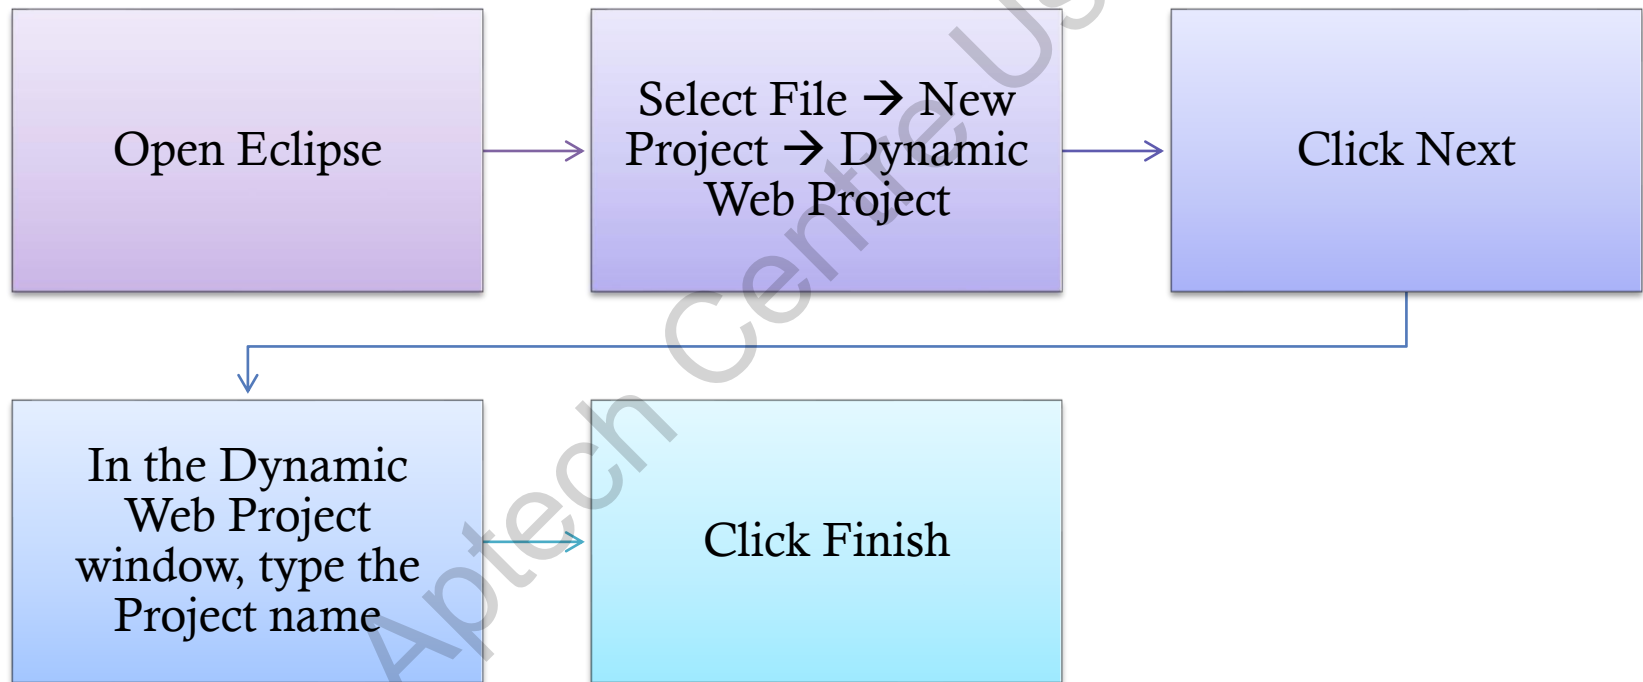 Open Eclipse
Select File → New
Project → Dynamic
Web Project
Click Next
In the Dynamic
Web Project
window, type the
Project name
Click Finish
Aptech Centre